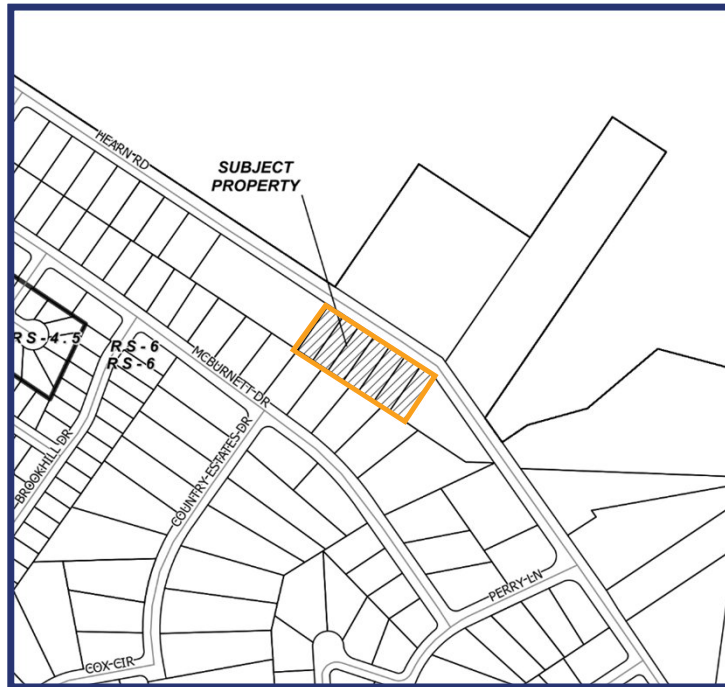 HEARN RD
SUBJECT
PROPERTY
RS-4.5
RS-6
RS-6
MCBURNETT DR
BROOKHILL DR
COUNTRY ESTATES DR
PERRY LN
COX CIR